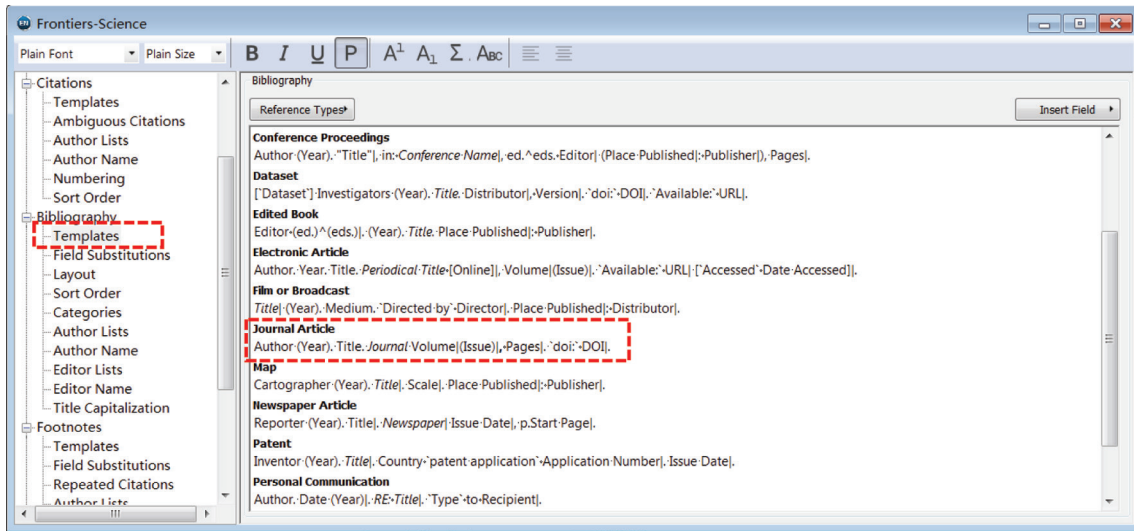 Frontiers-Science
Plain Font Plain Size B I U P A1 A1 Σ . ABC
Citations
Templates
Ambiguous Citations
Author Lists
Author Name
Numbering
Sort Order
Bibliography
Templates
Field Substitutions
Layout
Sort Order
Categories
Author Lists
Author Name
Editor Lists
Editor Name
Title Capitalization
Footnotes
Templates
Field Substitutions
Repeated Citations
Author Lists
Bibliography
Reference Types Insert Field
Conference Proceedings
Author·(Year).·"Title"|,·in:·Conference·Name|,·ed.^eds.·Editor|·(Place·Published|:·Publisher|),·Pages|.
Dataset
[`Dataset`]·Investigators·(Year).·Title.·Distributor|,·Version|.·`doi:`·DOI|.·`Available:`·URL|.
Edited Book
Editor·(ed.)^(eds.)|.·(Year).·Title.·Place·Published|:·Publisher|.
Electronic Article
Author.·Year.·Title.·Periodical·Title·[Online]|,·Volume|(Issue)|.·`Available:`·URL|·[`Accessed`·Date·Accessed]|.
Film or Broadcast
Title|·(Year).·Medium.·`Directed·by`·Director|.·Place·Published|:·Distributor|.
Journal Article
Author·(Year).·Title.·Journal·Volume|(Issue)|,·Pages|.·`doi:`·DOI|.
Map
Cartographer·(Year).·Title|.·Scale|.·Place·Published|:·Publisher|.
Newspaper Article
Reporter·(Year).·Title|.·Newspaper|·Issue·Date|,·p.Start·Page|.
Patent
Inventor·(Year).·Title|.·Country·`patent·application`·Application·Number|.·Issue·Date|.
Personal Communication
Author.·Date·(Year)|.·RE:·Title|.·`Type`·to·Recipient|.